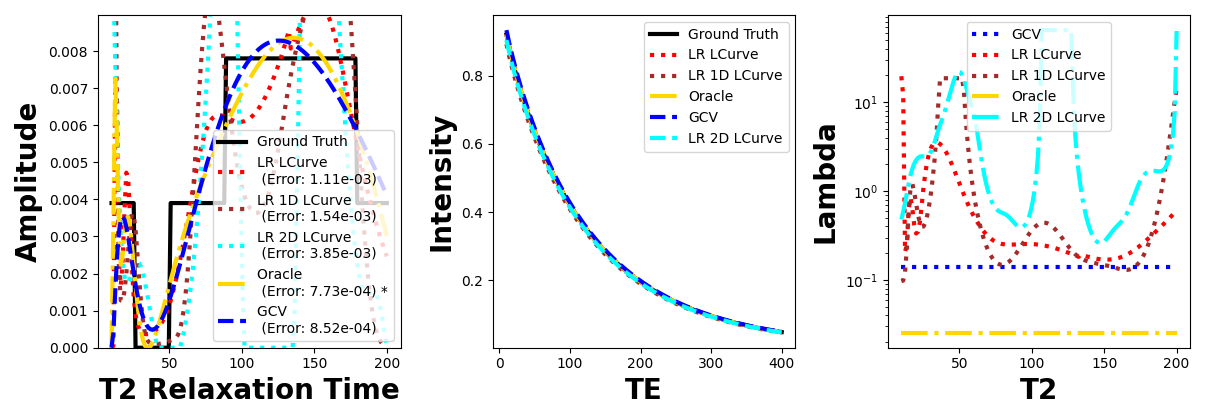 Amplitude
0.008
0.007
0.006
0.005
0.004
0.003
0.002
0.001
0.000
50
100
150
200
T2 Relaxation Time
Ground Truth
LR LCurve
(Error: 1.11e-03)
LR 1D LCurve
(Error: 1.54e-03)
LR 2D LCurve
(Error: 3.85e-03)
Oracle
(Error: 7.73e-04) *
GCV
(Error: 8.52e-04)
Intensity
0.8
0.6
0.4
0.2
0
100
200
300
400
TE
Ground Truth
LR LCurve
LR 1D LCurve
Oracle
GCV
LR 2D LCurve
Lambda
10¹
10⁰
10⁻¹
50
100
150
200
T2
GCV
LR LCurve
LR 1D LCurve
Oracle
LR 2D LCurve